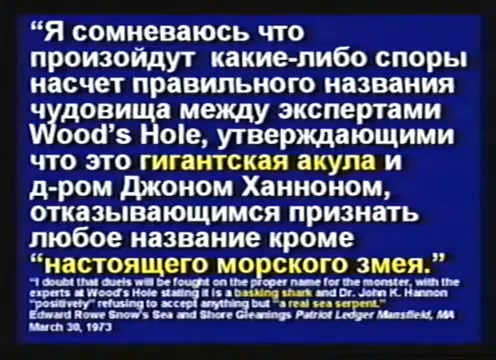 “Я сомневаюсь что
произойдут какие-либо споры
насчет правильного названия
чудовища между экспертами
Wood's Hole, утверждающими
что это гигантская акула и
д-ром Джоном Ханноном,
отказывающимся признать
любое название кроме
“настоящего морского змея.”
“I doubt that duels will be fought on the proper name for the monster, with the
experts at Wood's Hole stating it is a basking shark and Dr. John K. Hannon
“positively” refusing to accept anything but “a real sea serpent.”
Edward Rowe Snow's Sea and Shore Gleanings Patriot Ledger Mansfield, MA
March 30, 1973